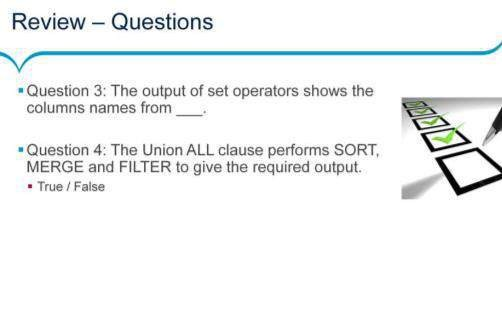 Review – Questions
▪ Question 3: The output of set operators shows the
columns names from ___.
▪ Question 4: The Union ALL clause performs SORT,
MERGE and FILTER to give the required output.
▪ True / False